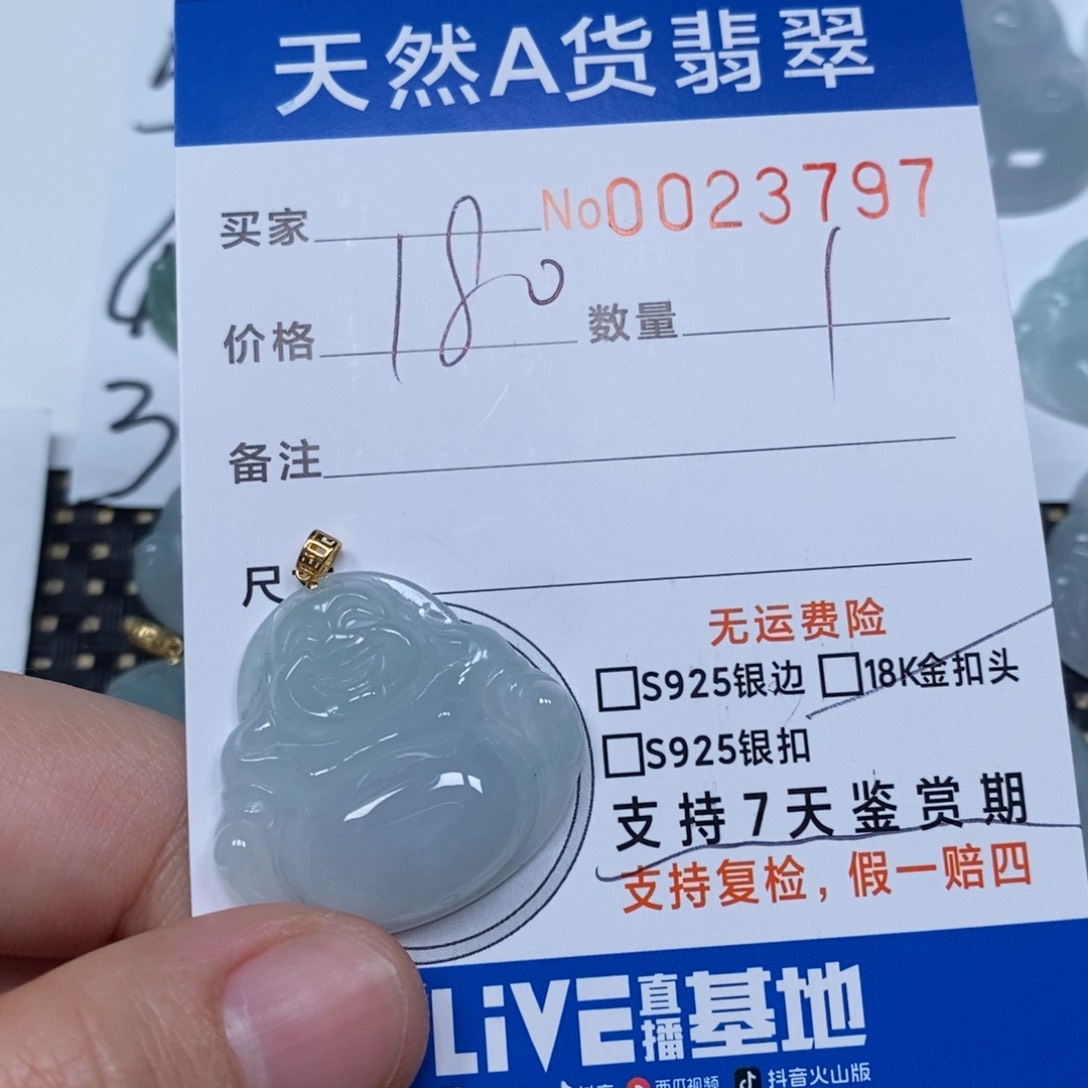 天然A货翡翠
买家 No0023797
价格 180 数量 1
备注
尺
无运费险
□S925银边 □18K金扣头
□S925银扣
支持7天鉴赏期
支持复检，假一赔四
LiVE直播基地
抖音 西瓜视频 抖音火山版
3